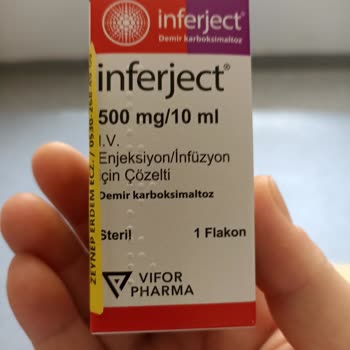 inferject®
Demir karboksimaltoz
inferject®
500 mg/10 ml
I.V.
Enjeksiyon/İnfüzyon
için Çözelti
Demir karboksimaltoz
Steril
1 Flakon
VIFOR
PHARMA
ZEYNEP ERDEM ECZ.